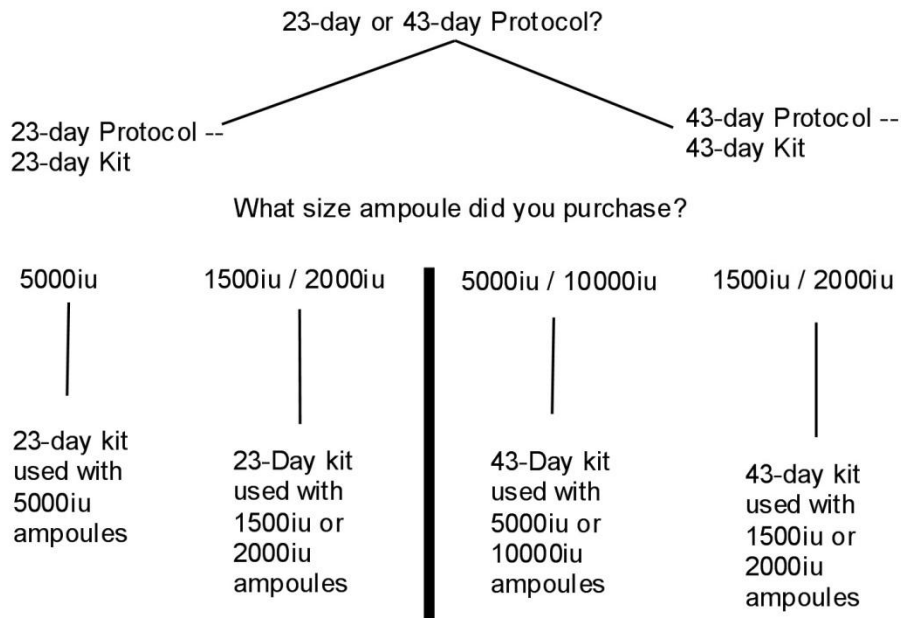 23-day or 43-day Protocol?
23-day Protocol --
23-day Kit
43-day Protocol --
43-day Kit
What size ampoule did you purchase?
5000iu
1500iu / 2000iu
5000iu / 10000iu
1500iu / 2000iu
23-day kit
used with
5000iu
ampoules
23-Day kit
used with
1500iu or
2000iu
ampoules
43-Day kit
used with
5000iu or
10000iu
ampoules
43-day kit
used with
1500iu or
2000iu
ampoules